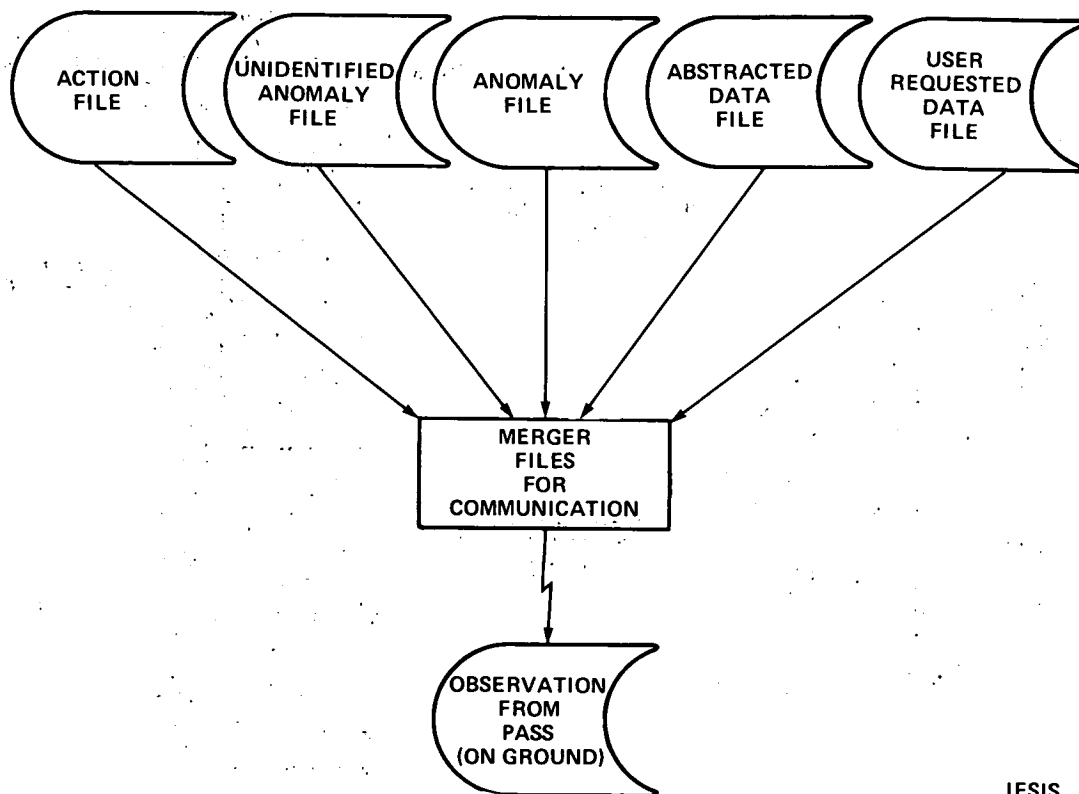 ACTION
FILE
UNIDENTIFIED
ANOMALY
FILE
ANOMALY
FILE
ABSTRACTED
DATA
FILE
USER
REQUESTED
DATA
FILE
MERGER
FILES
FOR
COMMUNICATION
OBSERVATION
FROM
PASS
(ON GROUND)
IESIS